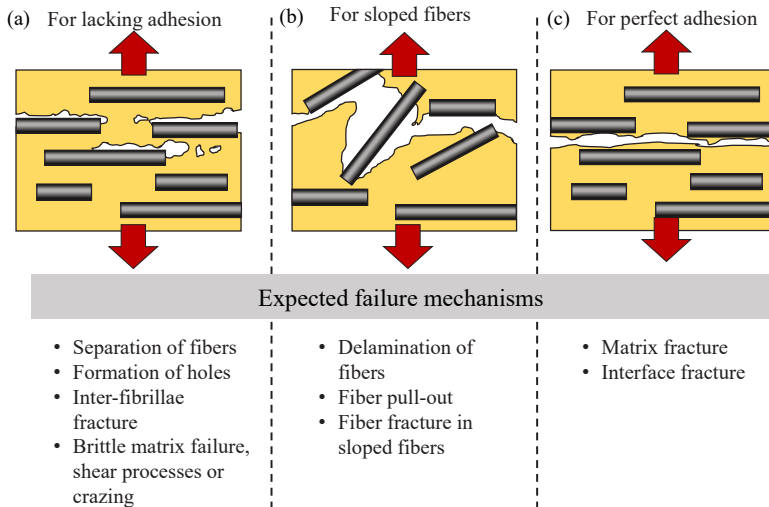 (a) For lacking adhesion
(b) For sloped fibers
(c) For perfect adhesion
Expected failure mechanisms
• Separation of fibers
• Formation of holes
• Inter-fibrillae
fracture
• Brittle matrix failure,
shear processes or
crazing
• Delamination of
fibers
• Fiber pull-out
• Fiber fracture in
sloped fibers
• Matrix fracture
• Interface fracture